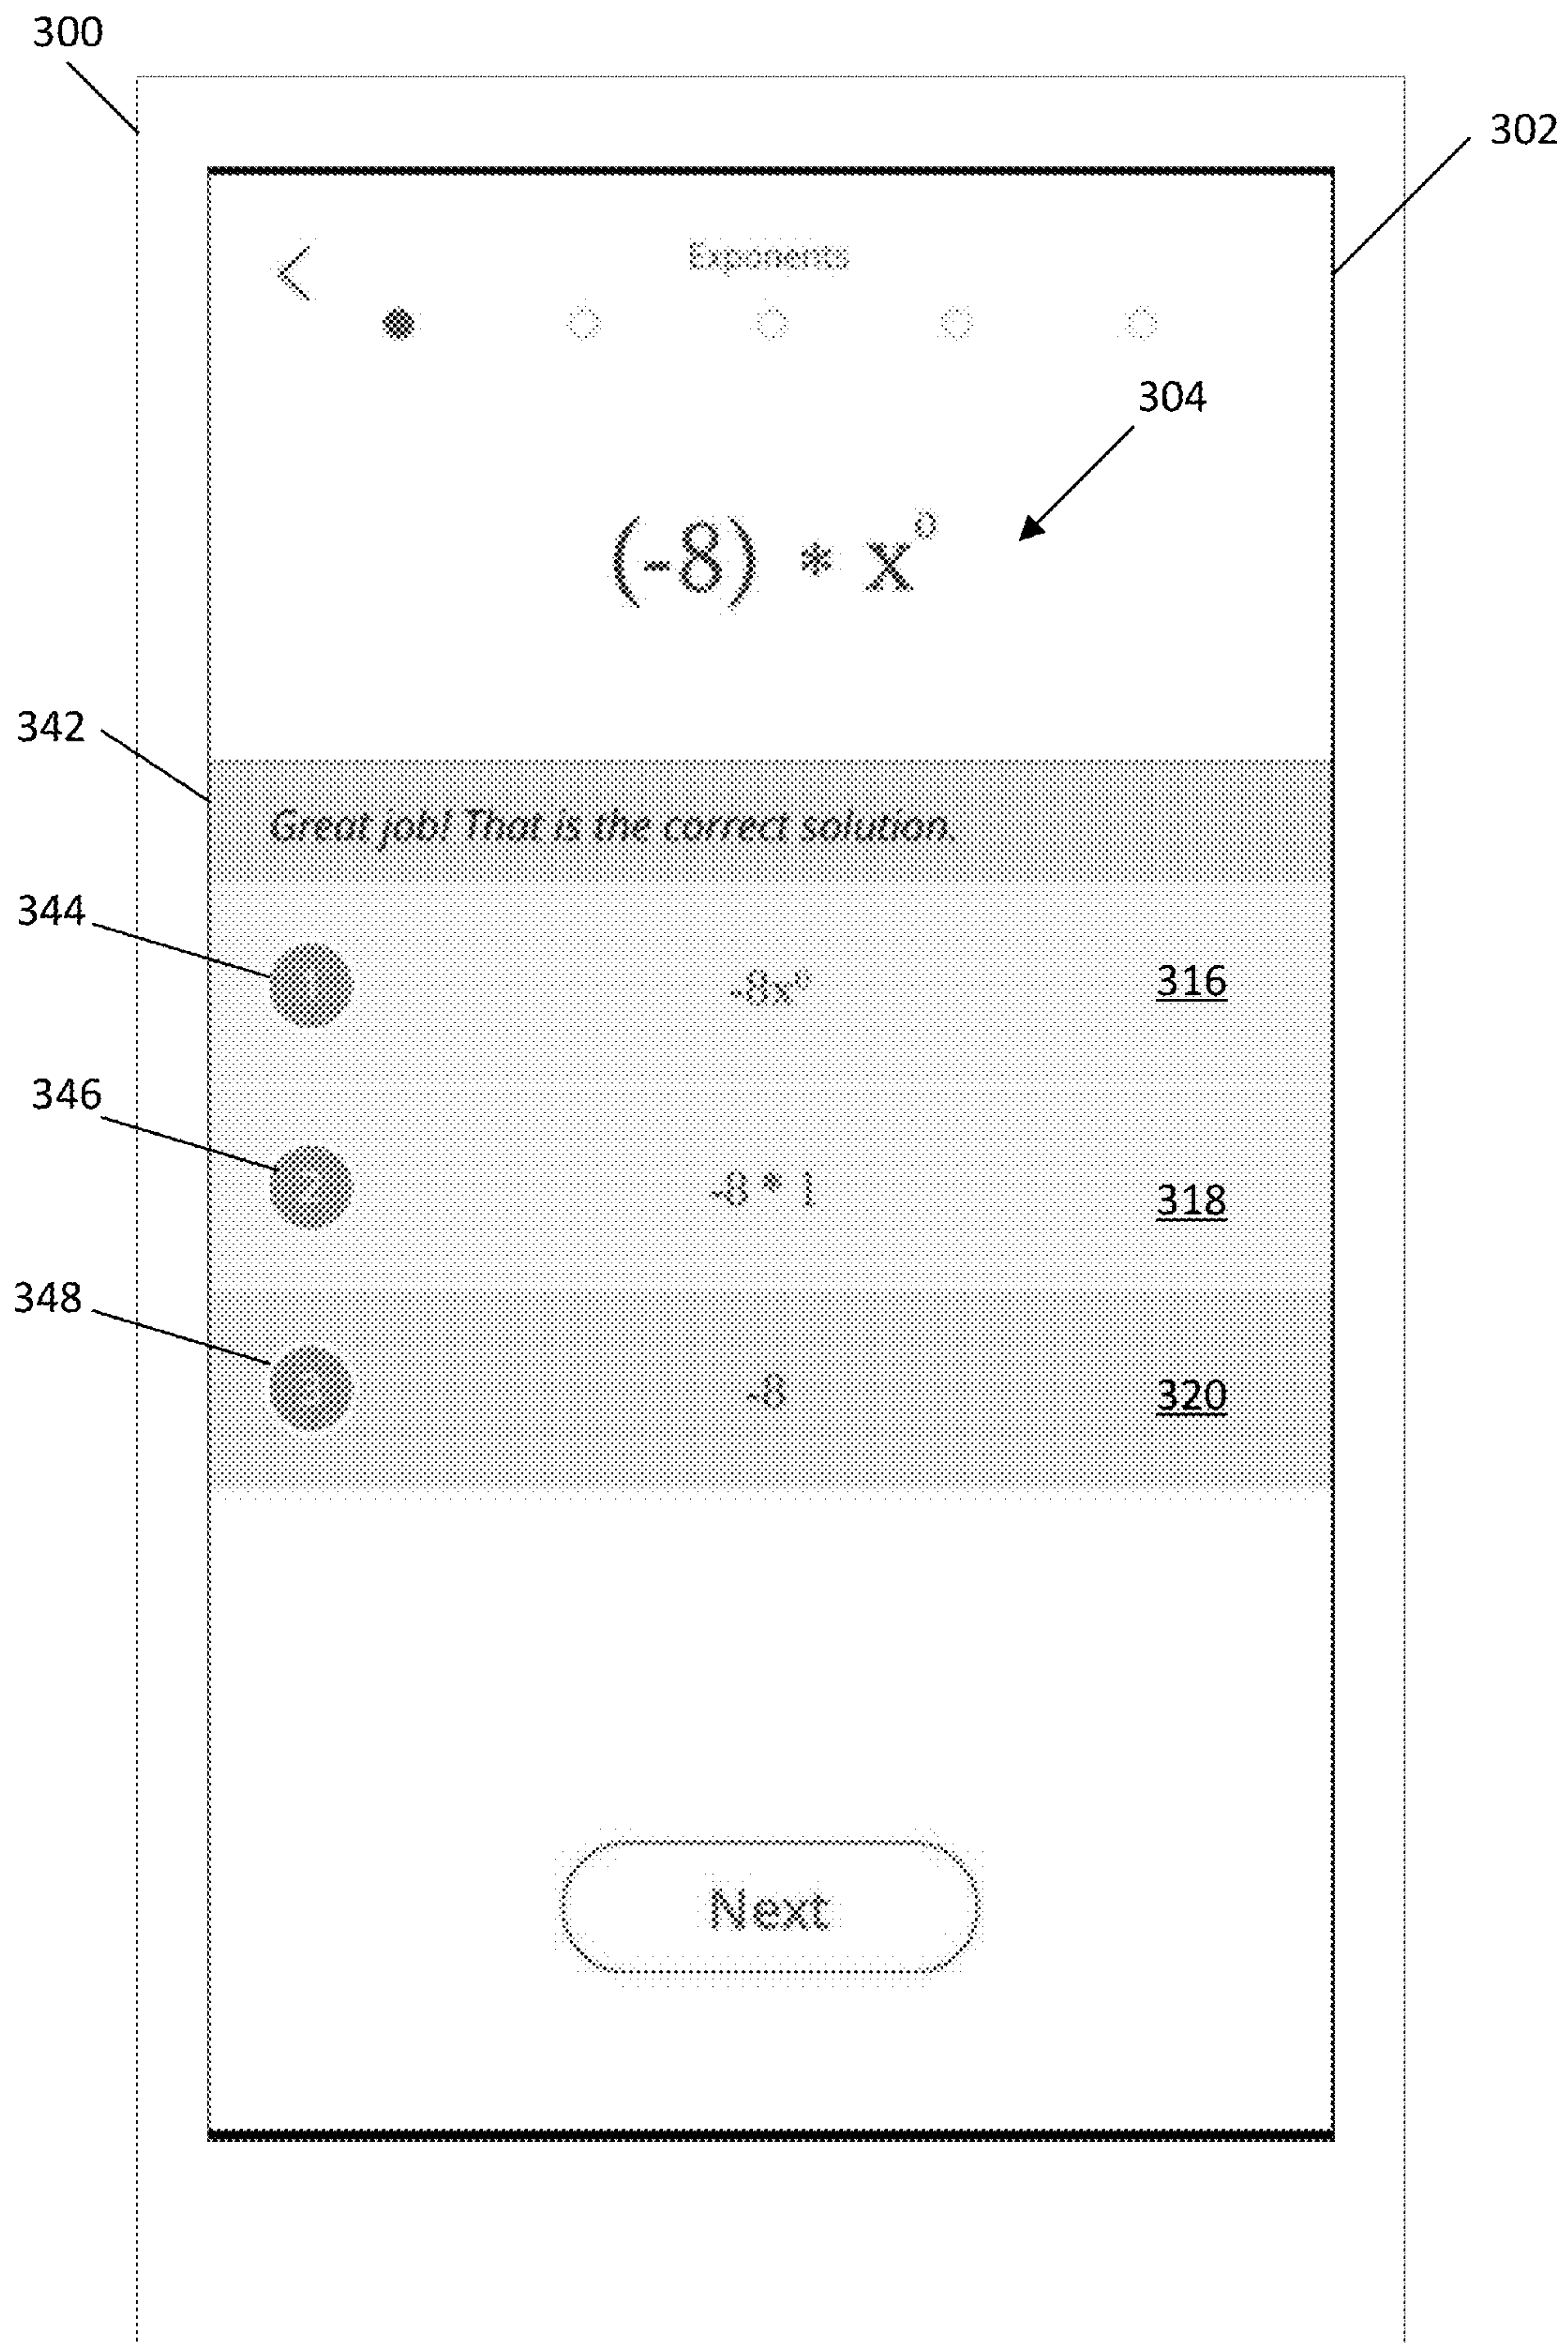 300
302
Exponents
304
(-8) * x⁰
342
Great job! That is the correct solution.
344
-8x⁰
316
346
-8 * 1
318
348
-8
320
Next